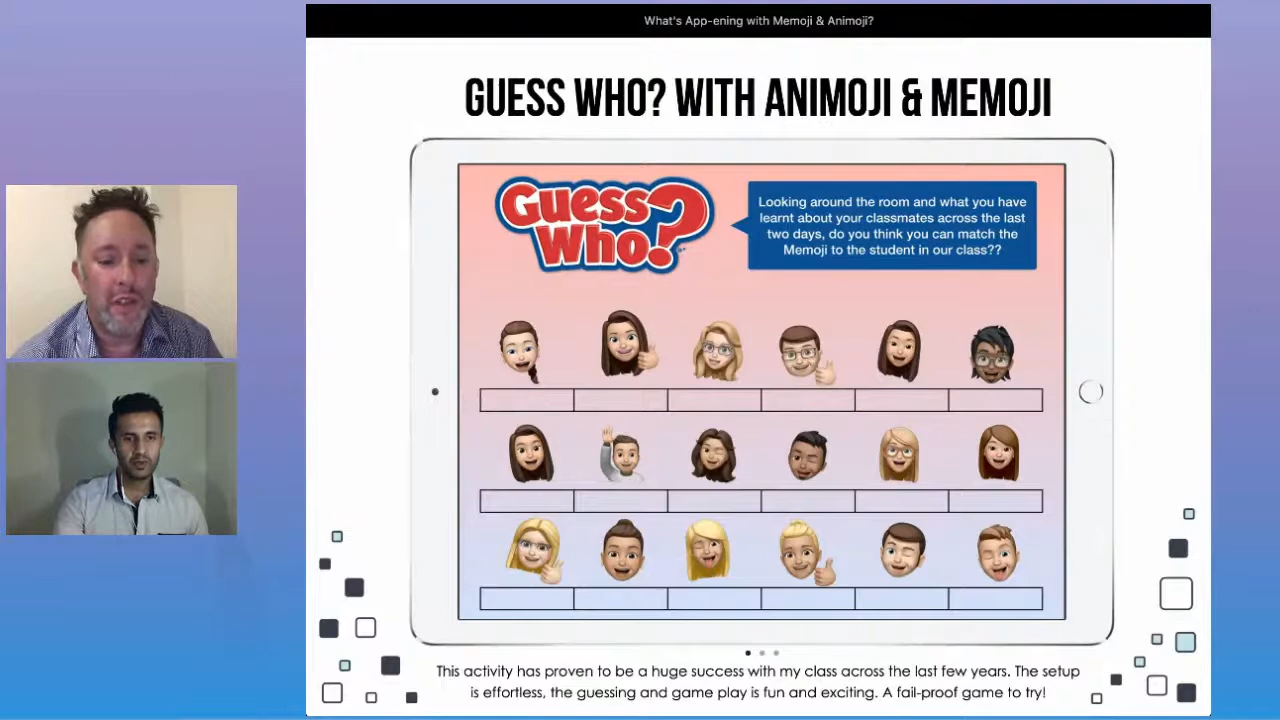 What's App-ening with Memoji & Animoji?
GUESS WHO? WITH ANIMOJI & MEMOJI
Guess
Who?
Looking around the room and what you have
learnt about your classmates across the last
two days, do you think you can match the
Memoji to the student in our class??
This activity has proven to be a huge success with my class across the last few years. The setup
is effortless, the guessing and game play is fun and exciting. A fail-proof game to try!